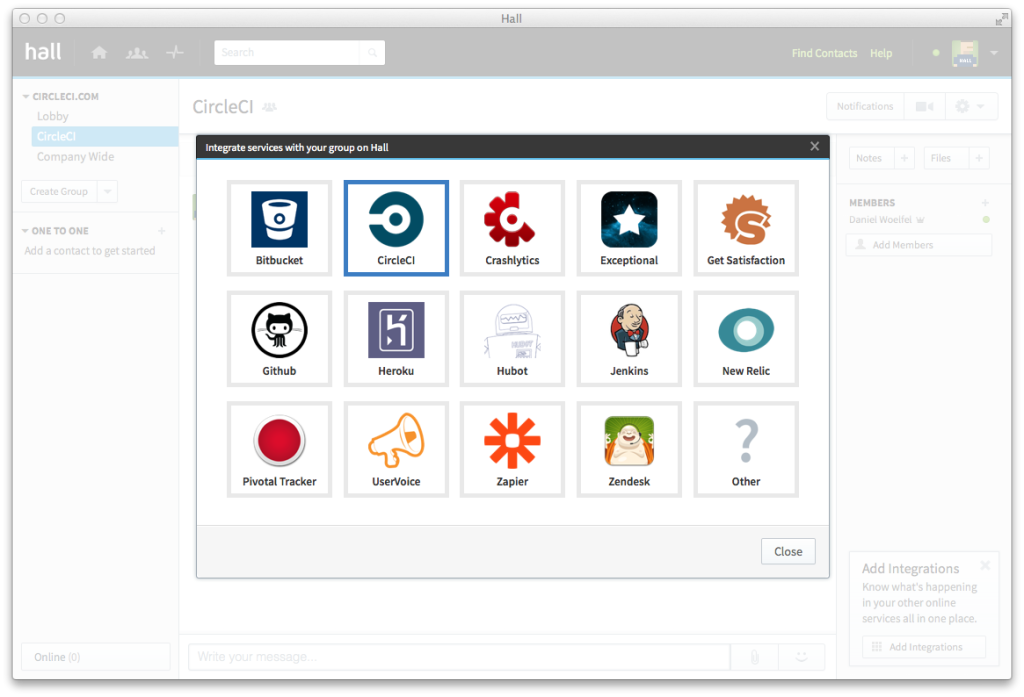 Hall
hall
Search
Find Contacts
Help
HALL
CIRCLECI.COM
Lobby
CircleCI
Company Wide
Create Group
ONE TO ONE
Add a contact to get started
Online (0)
CircleCI
Notifications
Notes
Files
MEMBERS
Daniel Woelfel
Add Members
Integrate services with your group on Hall
Bitbucket
CircleCI
Crashlytics
Exceptional
Get Satisfaction
Github
Heroku
HUBOT
Hubot
Jenkins
New Relic
Pivotal Tracker
UserVoice
Zapier
Zendesk
?
Other
Close
Add Integrations
Know what's happening
in your other online
services all in one place.
Add Integrations
Write your message...